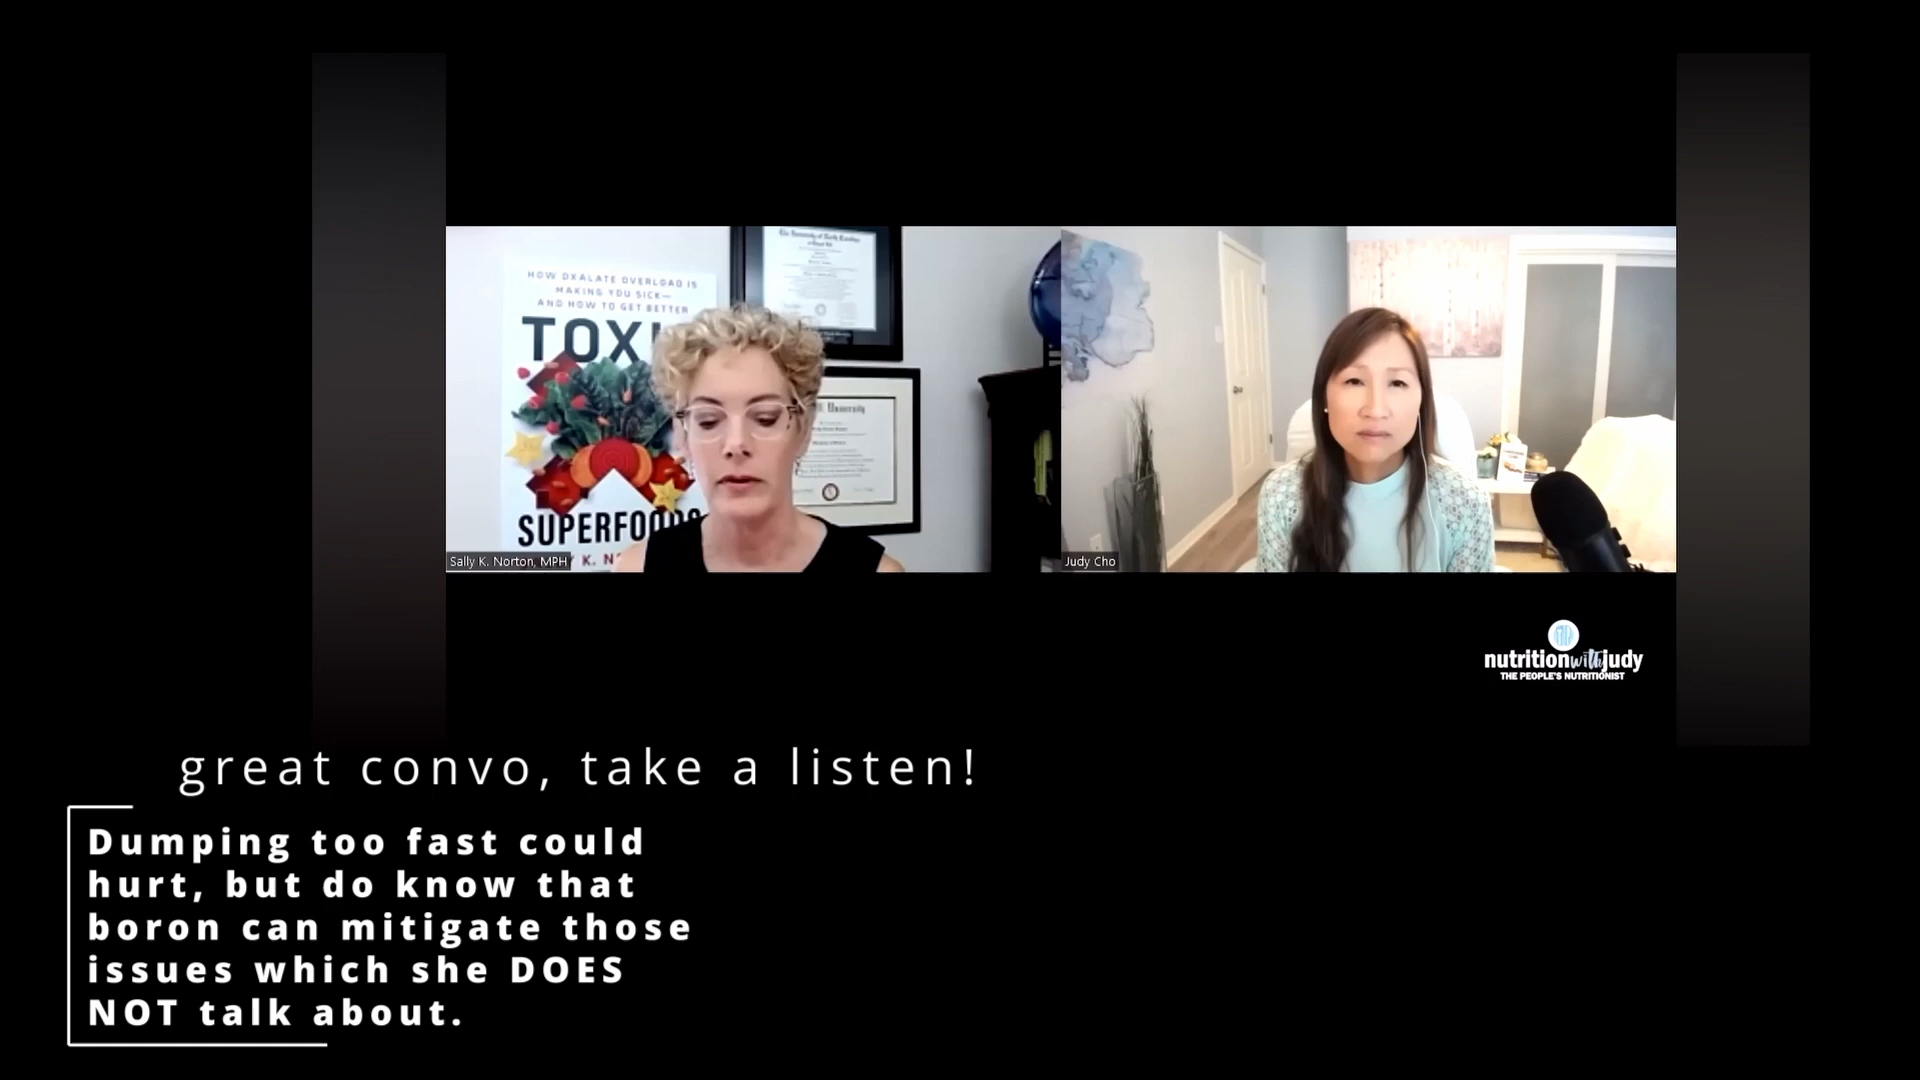 HOW OXALATE OVERLOAD IS
MAKING YOU SICK—
AND HOW TO GET BETTER
TOXI
SUPERFOODS
K. N
University
Sally K. Norton, MPH
Judy Cho
nutritionwithjudy
THE PEOPLE'S NUTRITIONIST
great convo, take a listen!
Dumping too fast could
hurt, but do know that
boron can mitigate those
issues which she DOES
NOT talk about.